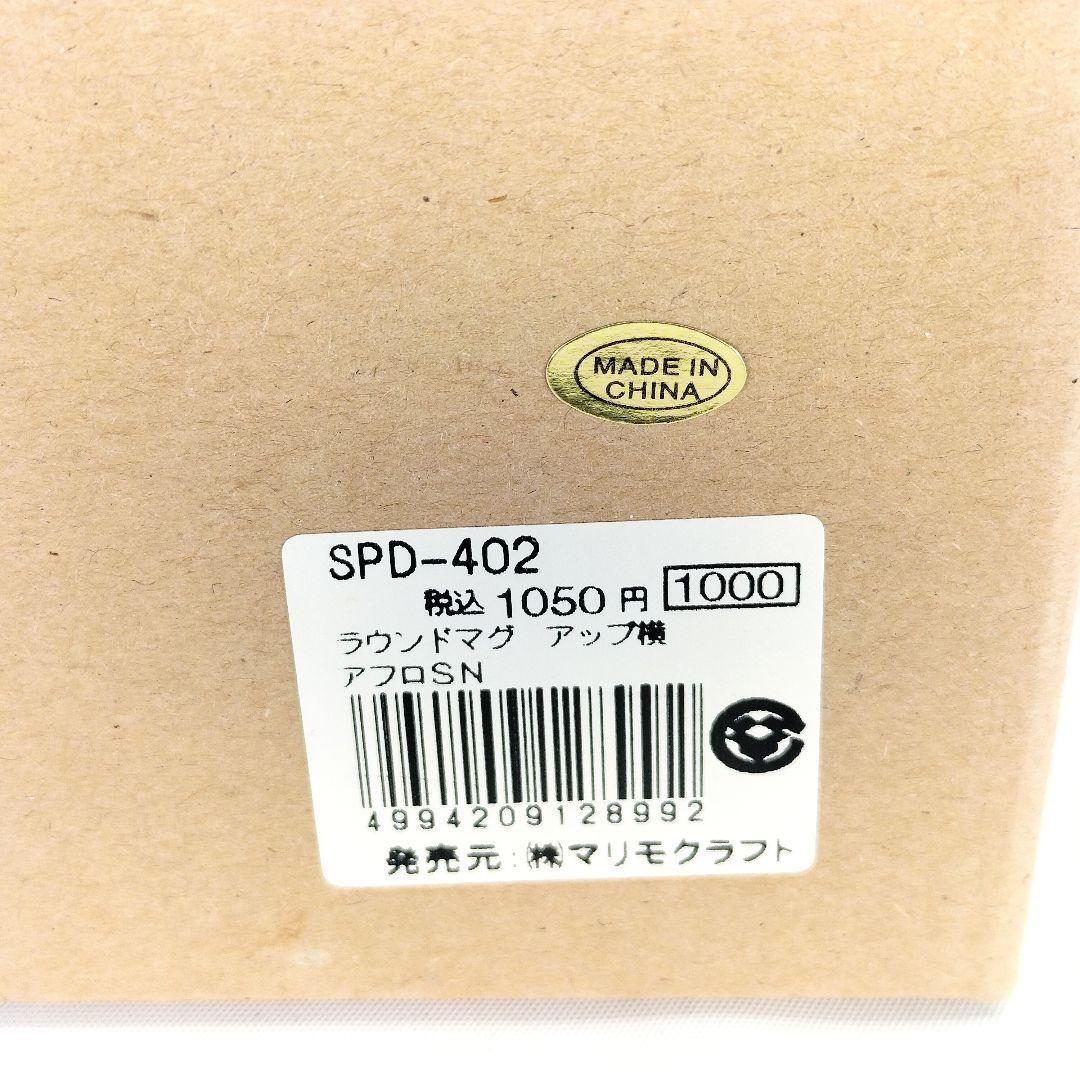 MADE IN
CHINA
SPD-402
税込 1050 円 1000
ラウンドマグ アップ横
アフロSN
4994209128992
発売元:㈱マリモクラフト